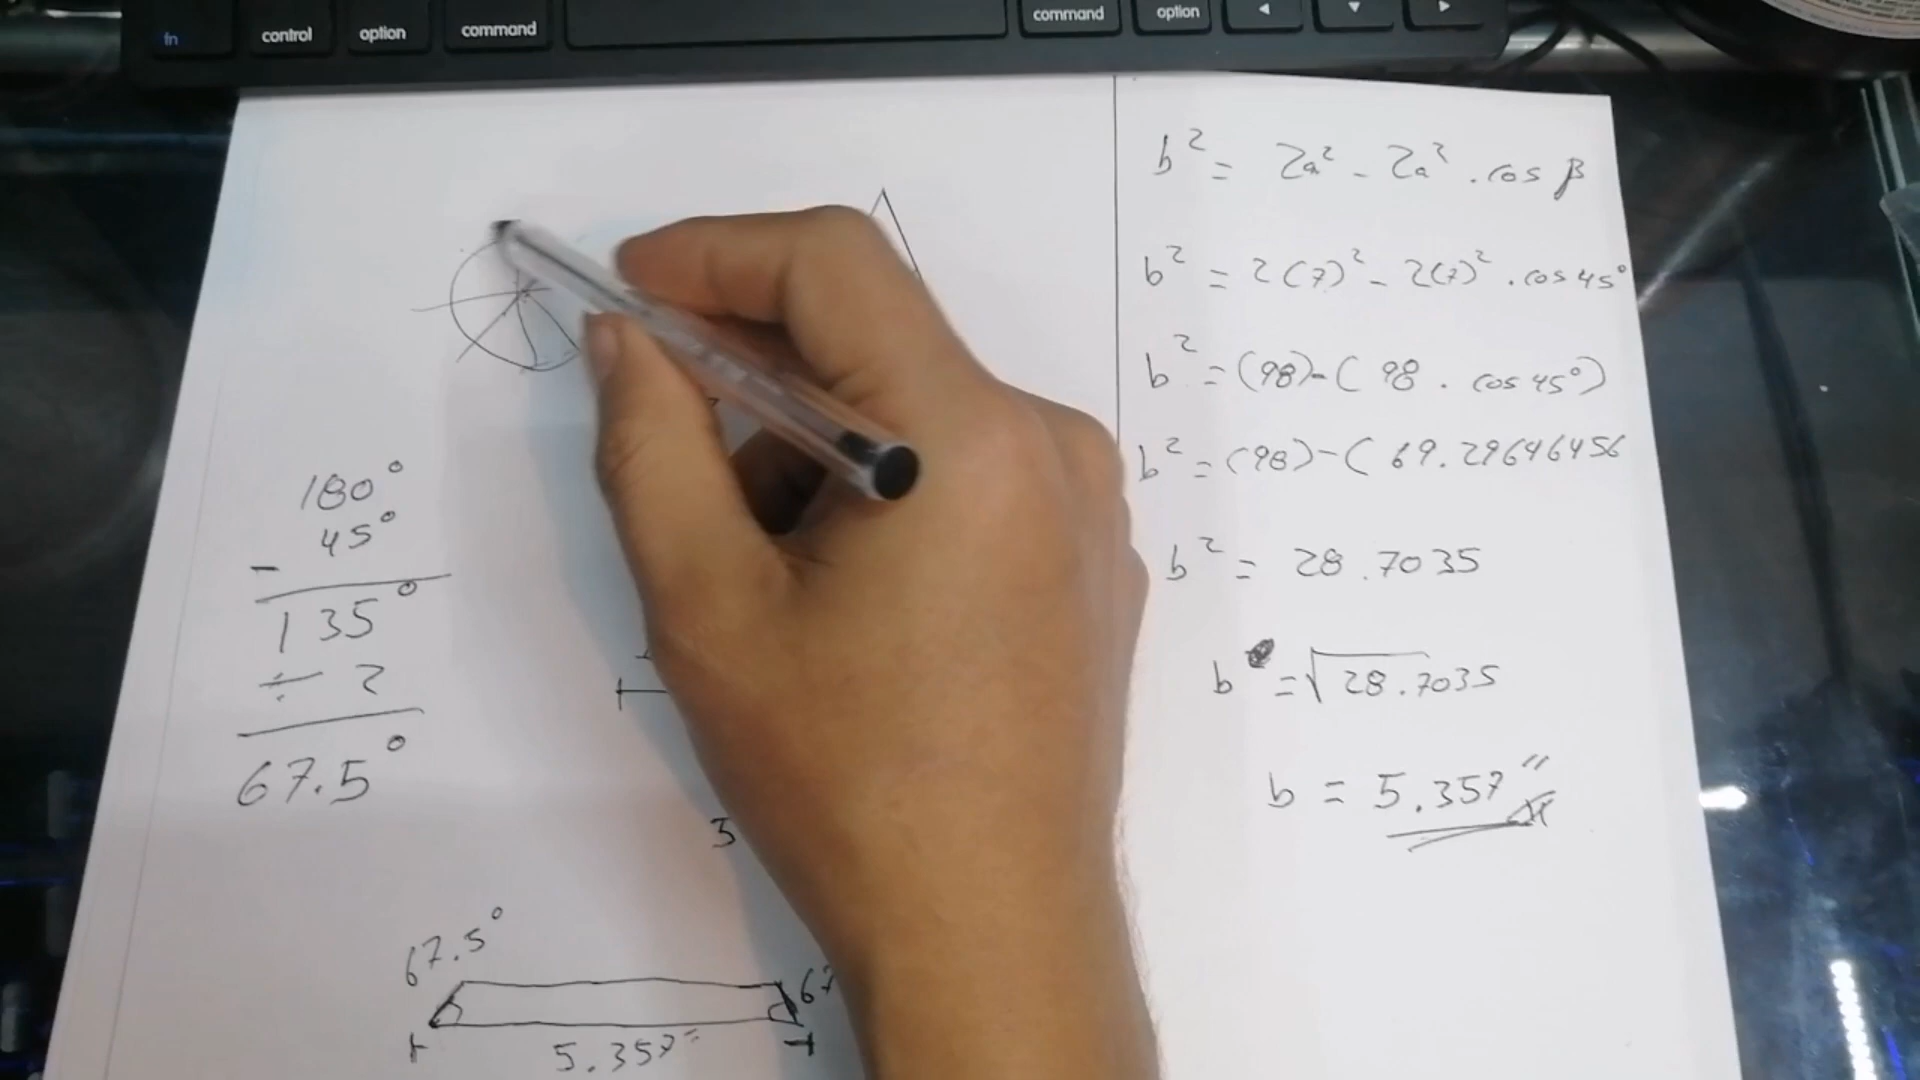 fn control option command command option ◄ ▼ ►
b² = 2a² - 2a² . cos β
b² = 2(7)² - 2(7)² . cos 45°
b² = (98)-( 98 . cos 45°)
b² = (98)-( 69.29646456
b² = 28.7035
b = √28.7035
b = 5.357"
180°
- 45°
135°
÷ 2
67.5°
3
67.5°
67
5.357"